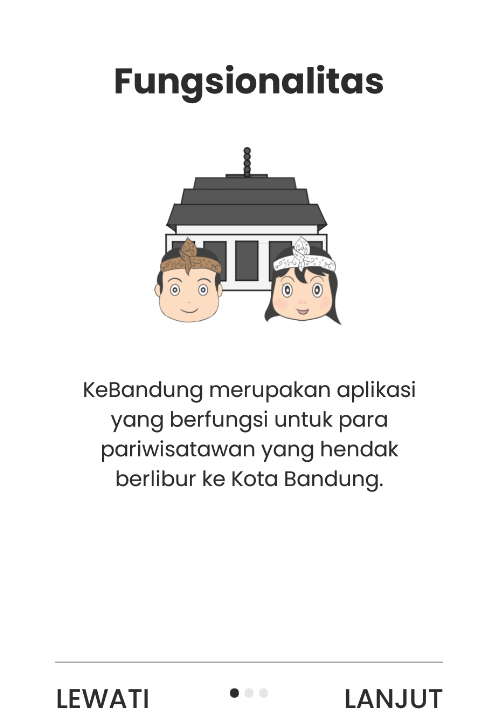 Fungsionalitas
KeBandung merupakan aplikasi
yang berfungsi untuk para
pariwisatawan yang hendak
berlibur ke Kota Bandung.
LEWATI
LANJUT